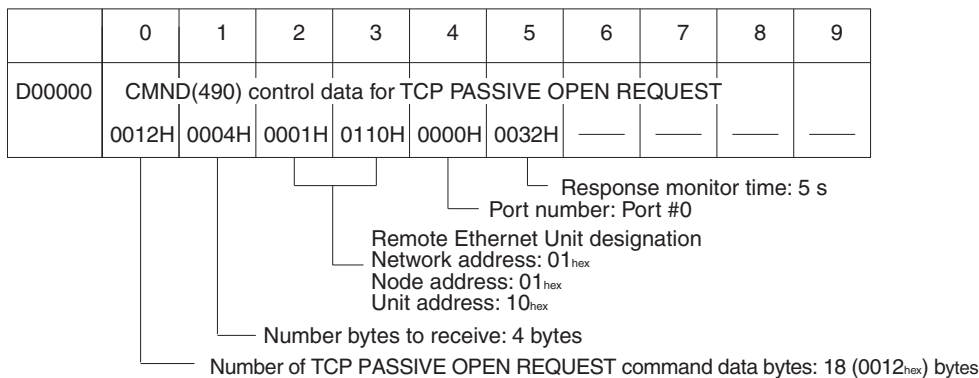 0 1 2 3 4 5 6 7 8 9
D00000 CMND(490) control data for TCP PASSIVE OPEN REQUEST
0012H 0004H 0001H 0110H 0000H 0032H —— —— —— ——
Response monitor time: 5 s
Port number: Port #0
Remote Ethernet Unit designation
Network address: 01hex
Node address: 01hex
Unit address: 10hex
Number bytes to receive: 4 bytes
Number of TCP PASSIVE OPEN REQUEST command data bytes: 18 (0012hex) bytes